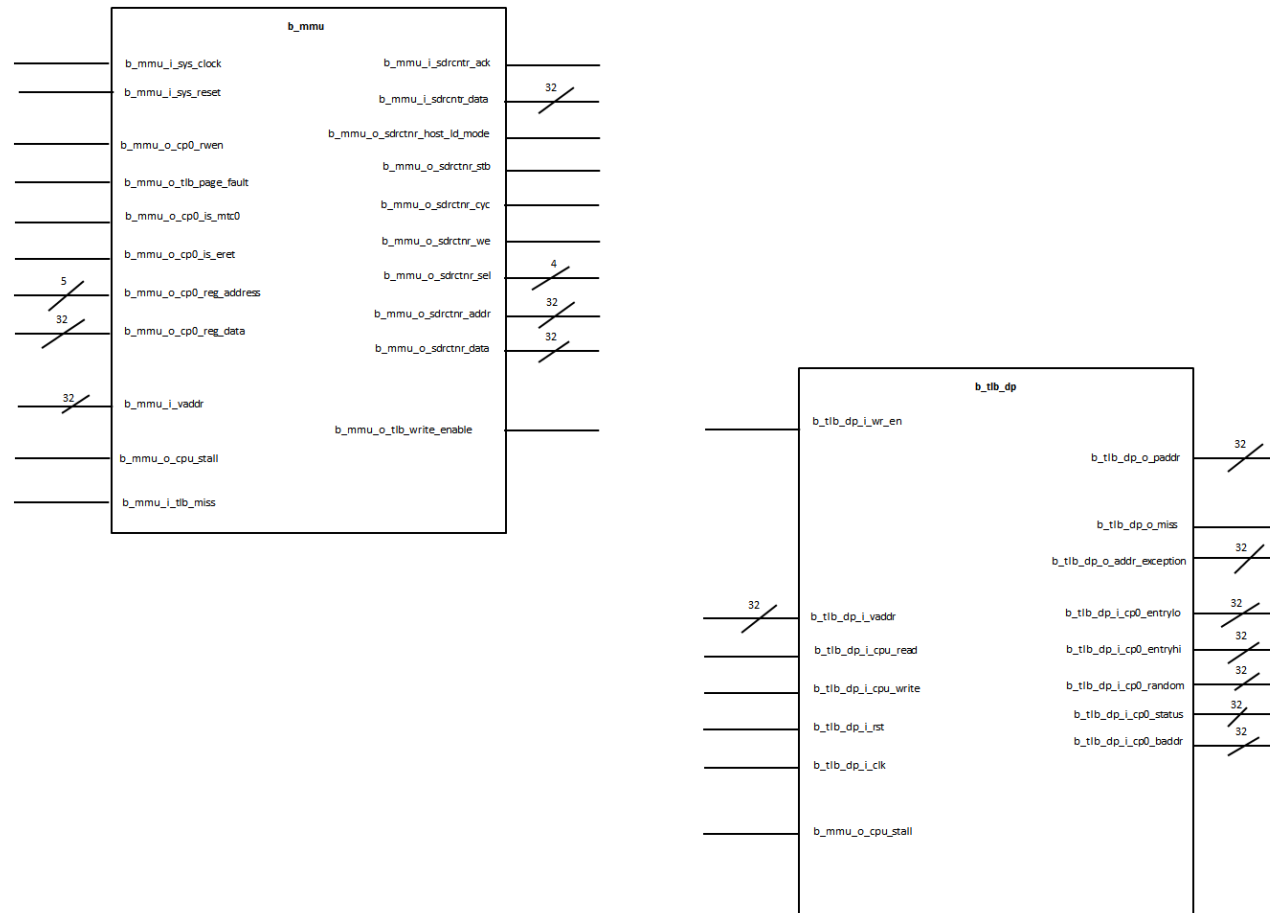 b_mmu
b_mmu_i_sys_clock
b_mmu_i_sys_reset
b_mmu_o_cp0_rwen
b_mmu_o_tlb_page_fault
b_mmu_o_cp0_is_mtc0
b_mmu_o_cp0_is_eret
5
b_mmu_o_cp0_reg_address
32
b_mmu_o_cp0_reg_data
32
b_mmu_i_vaddr
b_mmu_o_cpu_stall
b_mmu_i_tlb_miss
b_mmu_i_sdrcntr_ack
32
b_mmu_i_sdrcntr_data
b_mmu_o_sdrctnr_host_ld_mode
b_mmu_o_sdrctnr_stb
b_mmu_o_sdrctnr_cyc
b_mmu_o_sdrctnr_we
4
b_mmu_o_sdrctnr_sel
32
b_mmu_o_sdrctnr_addr
32
b_mmu_o_sdrctnr_data
b_mmu_o_tlb_write_enable
b_tlb_dp
b_tlb_dp_i_wr_en
32
b_tlb_dp_i_vaddr
b_tlb_dp_i_cpu_read
b_tlb_dp_i_cpu_write
b_tlb_dp_i_rst
b_tlb_dp_i_clk
b_mmu_o_cpu_stall
32
b_tlb_dp_o_paddr
b_tlb_dp_o_miss
32
b_tlb_dp_o_addr_exception
32
b_tlb_dp_i_cp0_entrylo
32
b_tlb_dp_i_cp0_entryhi
32
b_tlb_dp_i_cp0_random
32
b_tlb_dp_i_cp0_status
32
b_tlb_dp_i_cp0_baddr